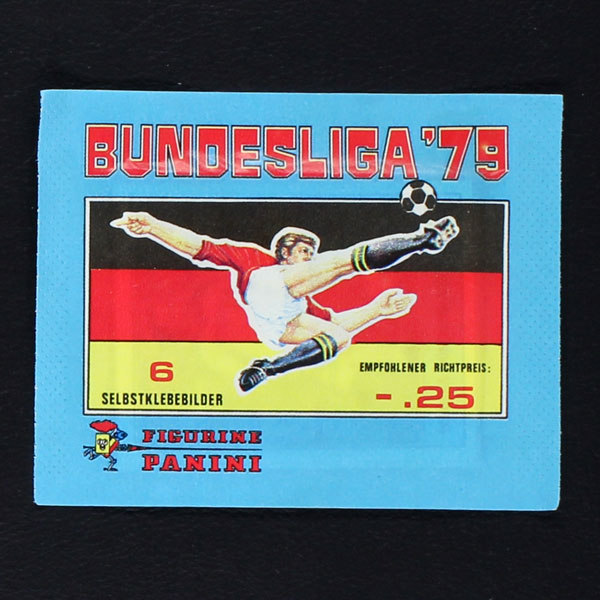 BUNDESLIGA '79
6
SELBSTKLEBEBILDER
EMPFOHLENER RICHTPREIS:
- .25
FIGURINE
PANINI